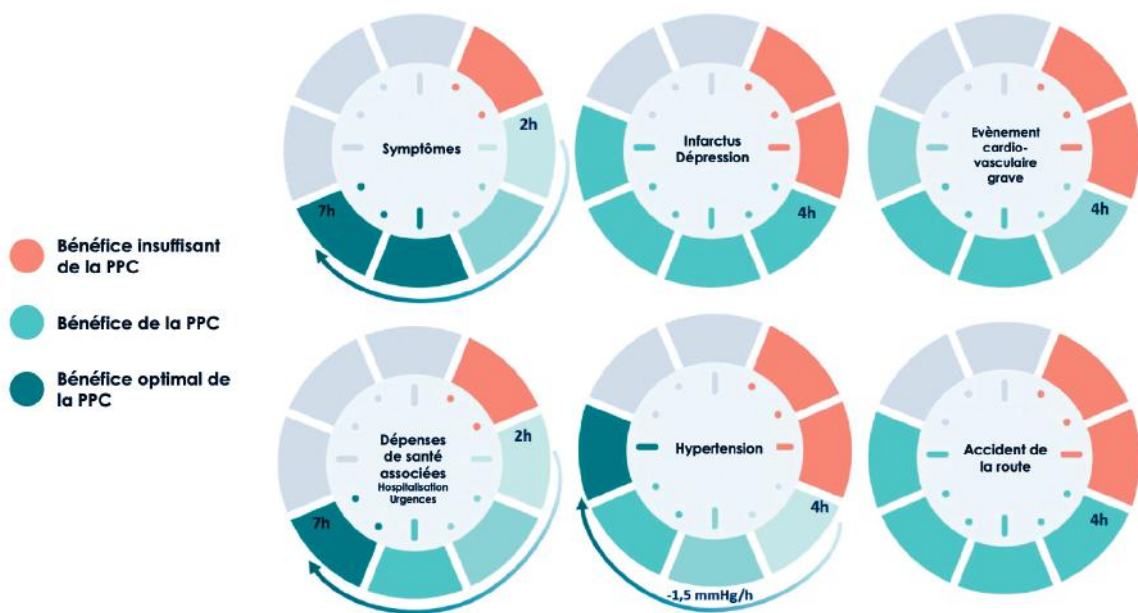 Bénéfice insuffisant
de la PPC
Bénéfice de la PPC
Bénéfice optimal de
la PPC
Symptômes
2h
7h
Infarctus
Dépression
4h
Evènement
cardio-
vasculaire
grave
4h
Dépenses
de santé
associées
Hospitalisation
Urgences
2h
7h
Hypertension
4h
-1,5 mmHg/h
Accident de
la route
4h